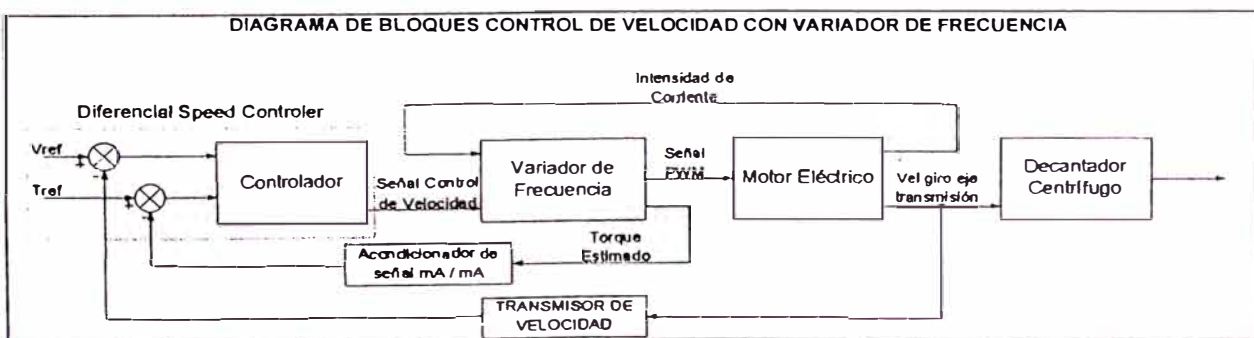 DIAGRAMA DE BLOQUES CONTROL DE VELOCIDAD CON VARIADOR DE FRECUENCIA
Intensidad de
Corriente
Diferencial Speed Controler
Vref
Tref
Controlador
Señal Control
de Velocidad
Variador de
Frecuencia
Señal
PWM
Motor Eléctrico
Vel giro eje
transmisión
Decantador
Centrífugo
Torque
Estimado
Acondicionador de
señal mA / mA
TRANSMISOR DE
VELOCIDAD